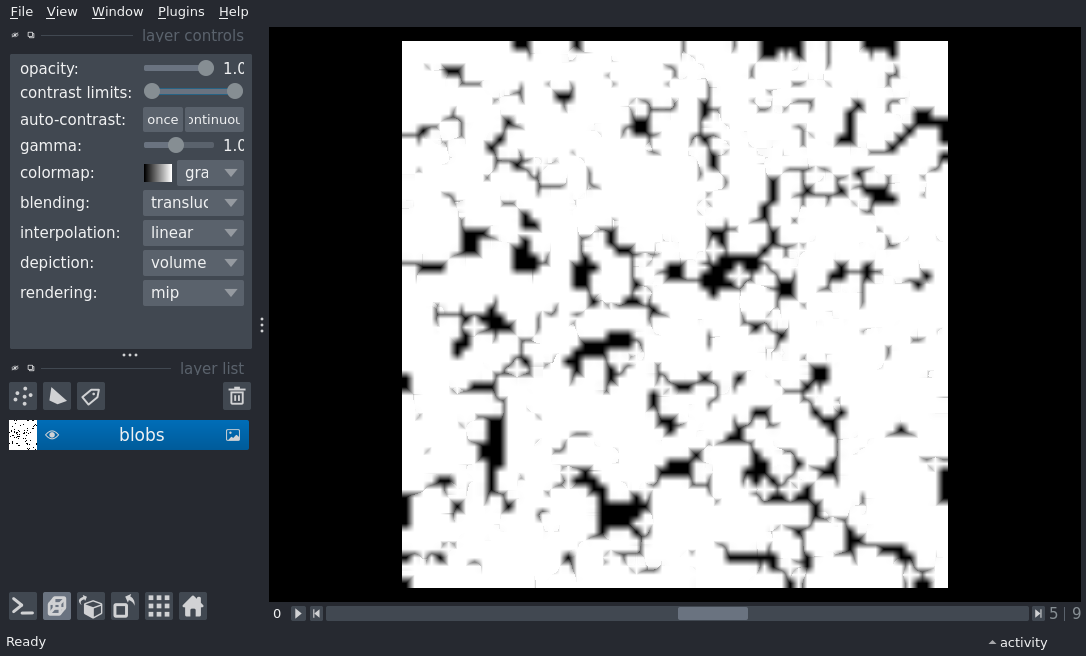 File View Window Plugins Help
layer controls
opacity: 1.0
contrast limits:
auto-contrast: once ontinuou
gamma: 1.0
colormap: gra
blending: transluc
interpolation: linear
depiction: volume
rendering: mip
layer list
blobs
0 5 | 9
Ready activity